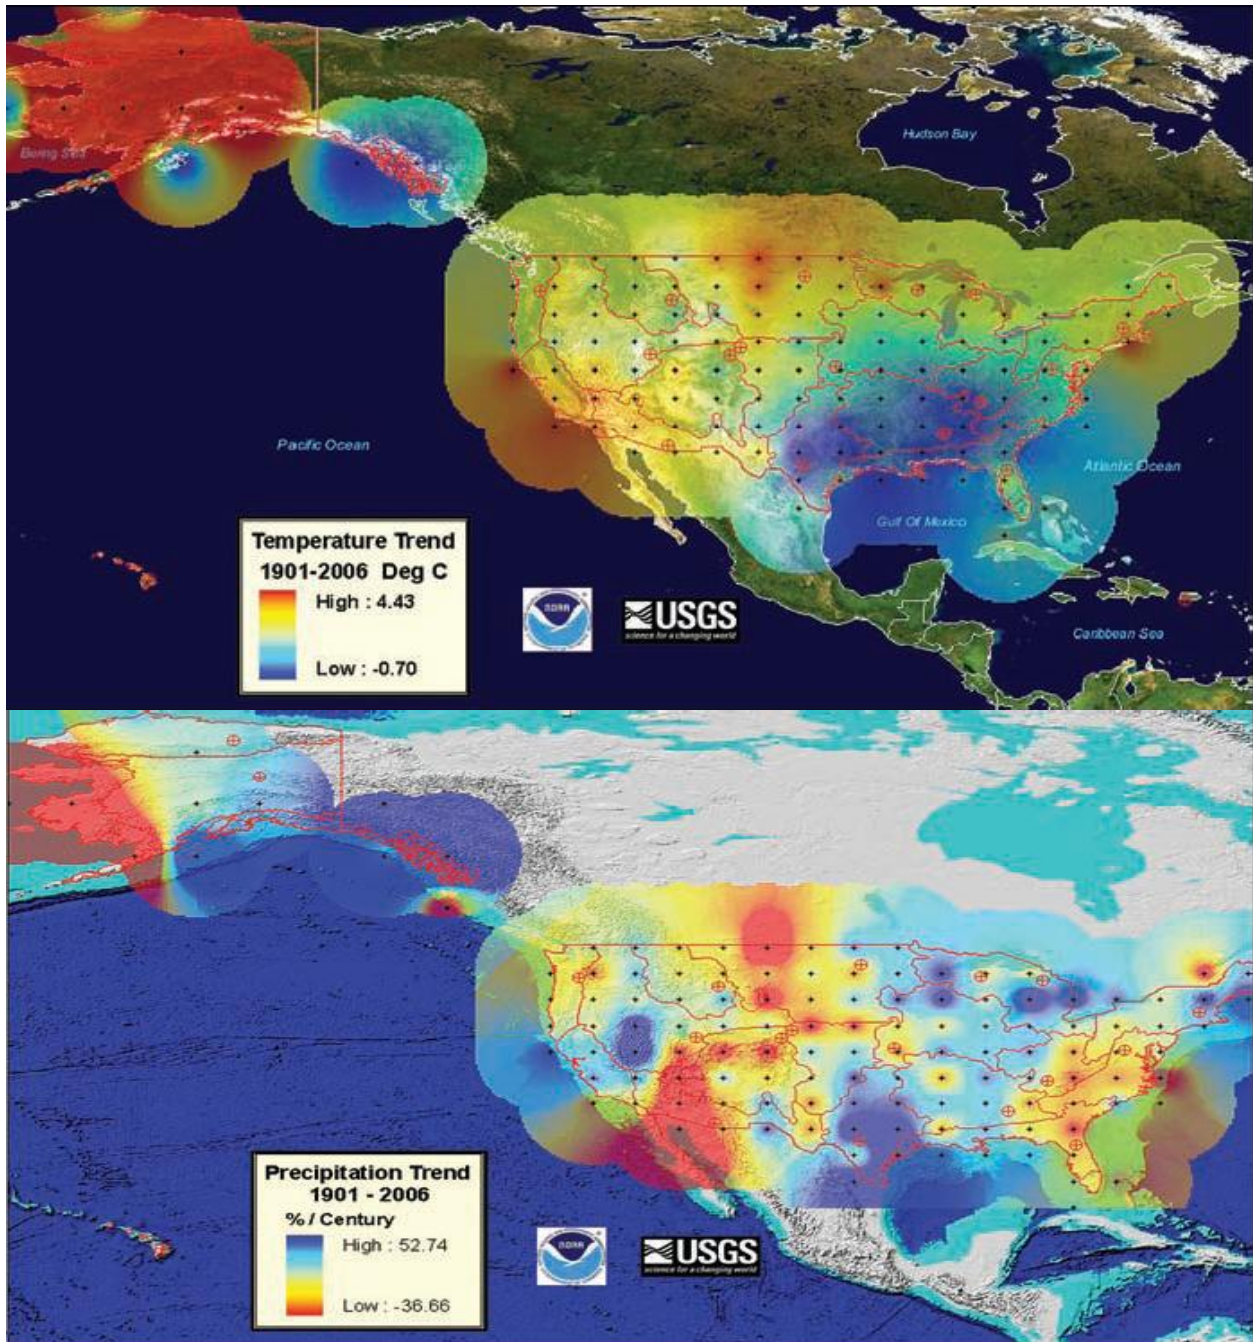 Hudson Bay
Bering Sea
Pacific Ocean
Atlantic Ocean
Gulf Of Mexico
Temperature Trend
1901-2006 Deg C
High : 4.43
Low : -0.70
NOAA
USGS
science for a changing world
Caribbean Sea
Precipitation Trend
1901 - 2006
% / Century
High : 52.74
Low : -36.66
NOAA
USGS
science for a changing world